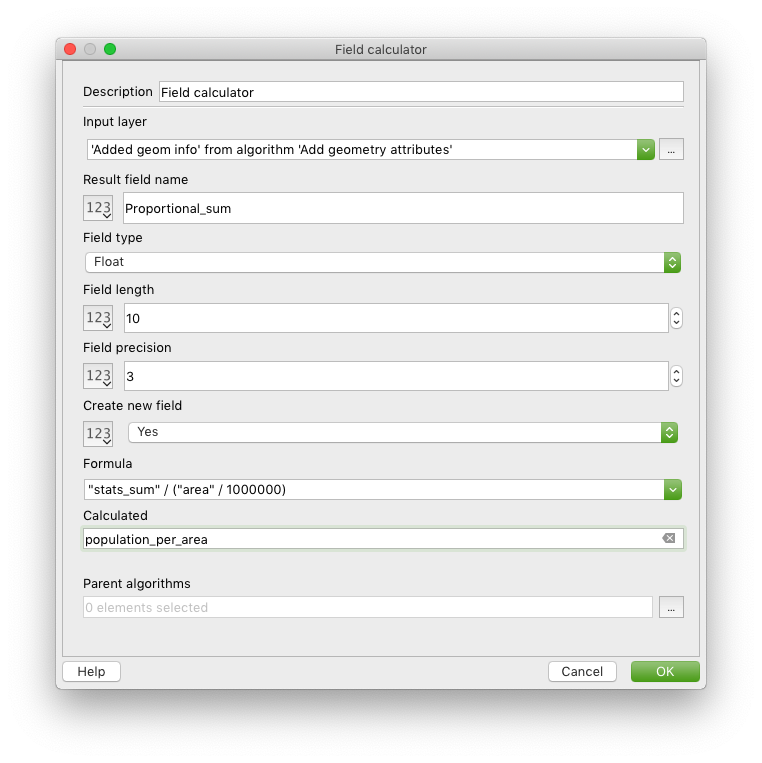 Field calculator
Description Field calculator
Input layer
'Added geom info' from algorithm 'Add geometry attributes' ...
Result field name
123 Proportional_sum
Field type
Float
Field length
123 10
Field precision
123 3
Create new field
123 Yes
Formula
"stats_sum" / ("area" / 1000000)
Calculated
population_per_area
Parent algorithms
0 elements selected ...
Help Cancel OK